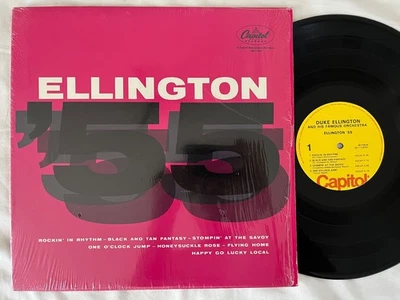 Capitol
ELLINGTON
'55
ROCKIN' IN RHYTHM - BLACK AND TAN FANTASY - STOMPIN' AT THE SAVOY
ONE O'CLOCK JUMP - HONEYSUCKLE ROSE - FLYING HOME
HAPPY GO LUCKY LOCAL
DUKE ELLINGTON
AND HIS FAMOUS ORCHESTRA
ELLINGTON '55
1
Capitol